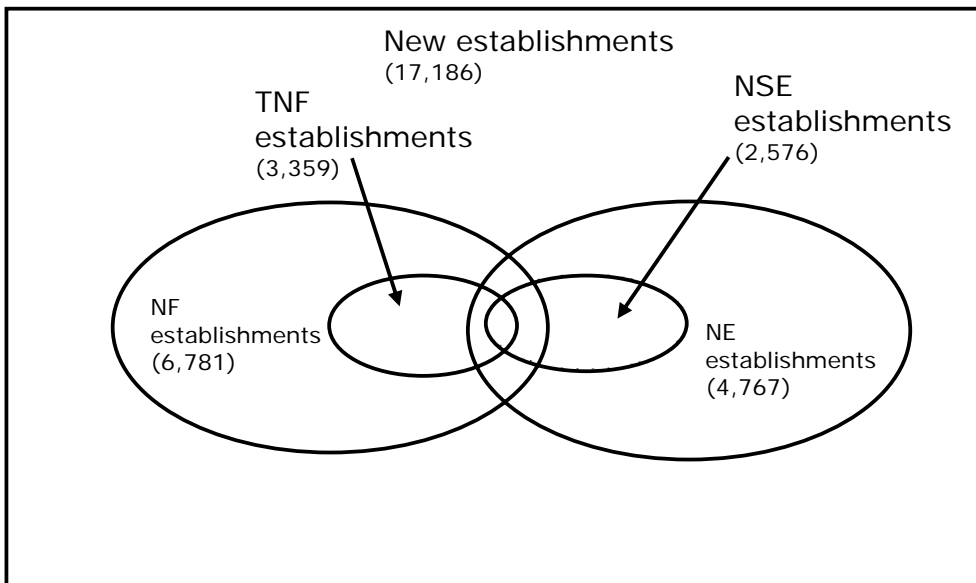 New establishments
(17,186)
TNF
establishments
(3,359)
NSE
establishments
(2,576)
NF
establishments
(6,781)
NE
establishments
(4,767)